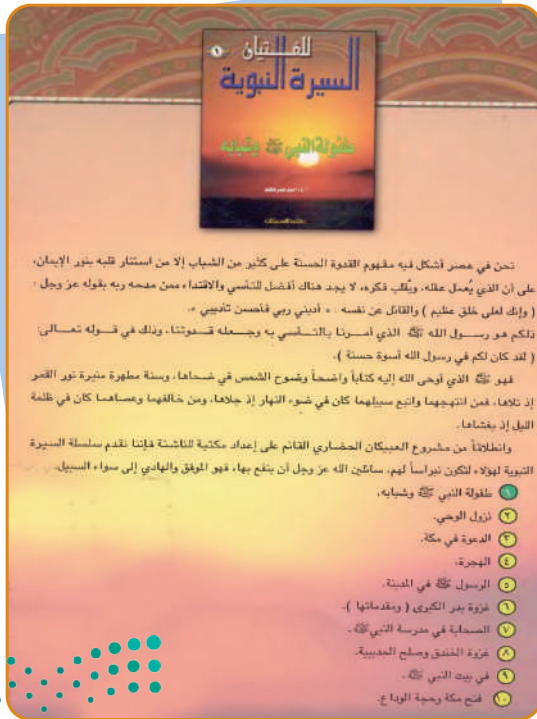 للفتيان ١
السيرة النبوية
طفولة النبي ﷺ وشبابه
نحن في عصر أشكل فيه مفهوم القدوة الحسنة على كثير من الشباب إلا من استنار قلبه بنور الإيمان،
على أن الذي يُعمل عقله، ويُقلب فكره، لا يجد هناك أفضل للتأسي والاقتداء ممن مدحه ربه بقوله عز وجل :
( وإنك لعلى خلق عظيم ) والقائل عن نفسه : « أدبني ربي فأحسن تأديبي ».
ذلكم هو رســول الله ﷺ الذي أمــرنا بالتــأسي به وجــعله قــدوتنا، وذلك في قــوله تعــالى:
( لقد كان لكم في رسول الله أسوة حسنة ).
فهو ﷺ الذي أوحى الله إليه كتاباً واضحاً وضوح الشمس في ضحاها، وسنة مطهرة منيرة نور القمر
إذ تلاها، فمن انتهجهما واتبع سبيلهما كان في ضوء النهار إذ جلاها، ومن خالفهما وعصاهما كان في ظلمة
الليل إذ يغشاها.
وانطلاقاً من مشروع العبيكان الحضاري القائم على إعداد مكتبية للناشئة فإننا نقدم سلسلة السيرة
النبوية لهؤلاء لتكون نبراساً لهم، سائلين الله عز وجل أن ينفع بها، فهو الموفق والهادي إلى سواء السبيل.
١ طفولة النبي ﷺ وشبابه.
٢ نزول الوحي.
٣ الدعوة في مكة.
٤ الهجرة.
٥ الرسول ﷺ في المدينة.
٦ غزوة بدر الكبرى ( ومقدماتها ).
٧ الصحابة في مدرسة النبي ﷺ.
٨ غزوة الخندق وصلح الحديبية.
٩ في بيت النبي ﷺ.
١٠ فتح مكة وحجة الوداع.